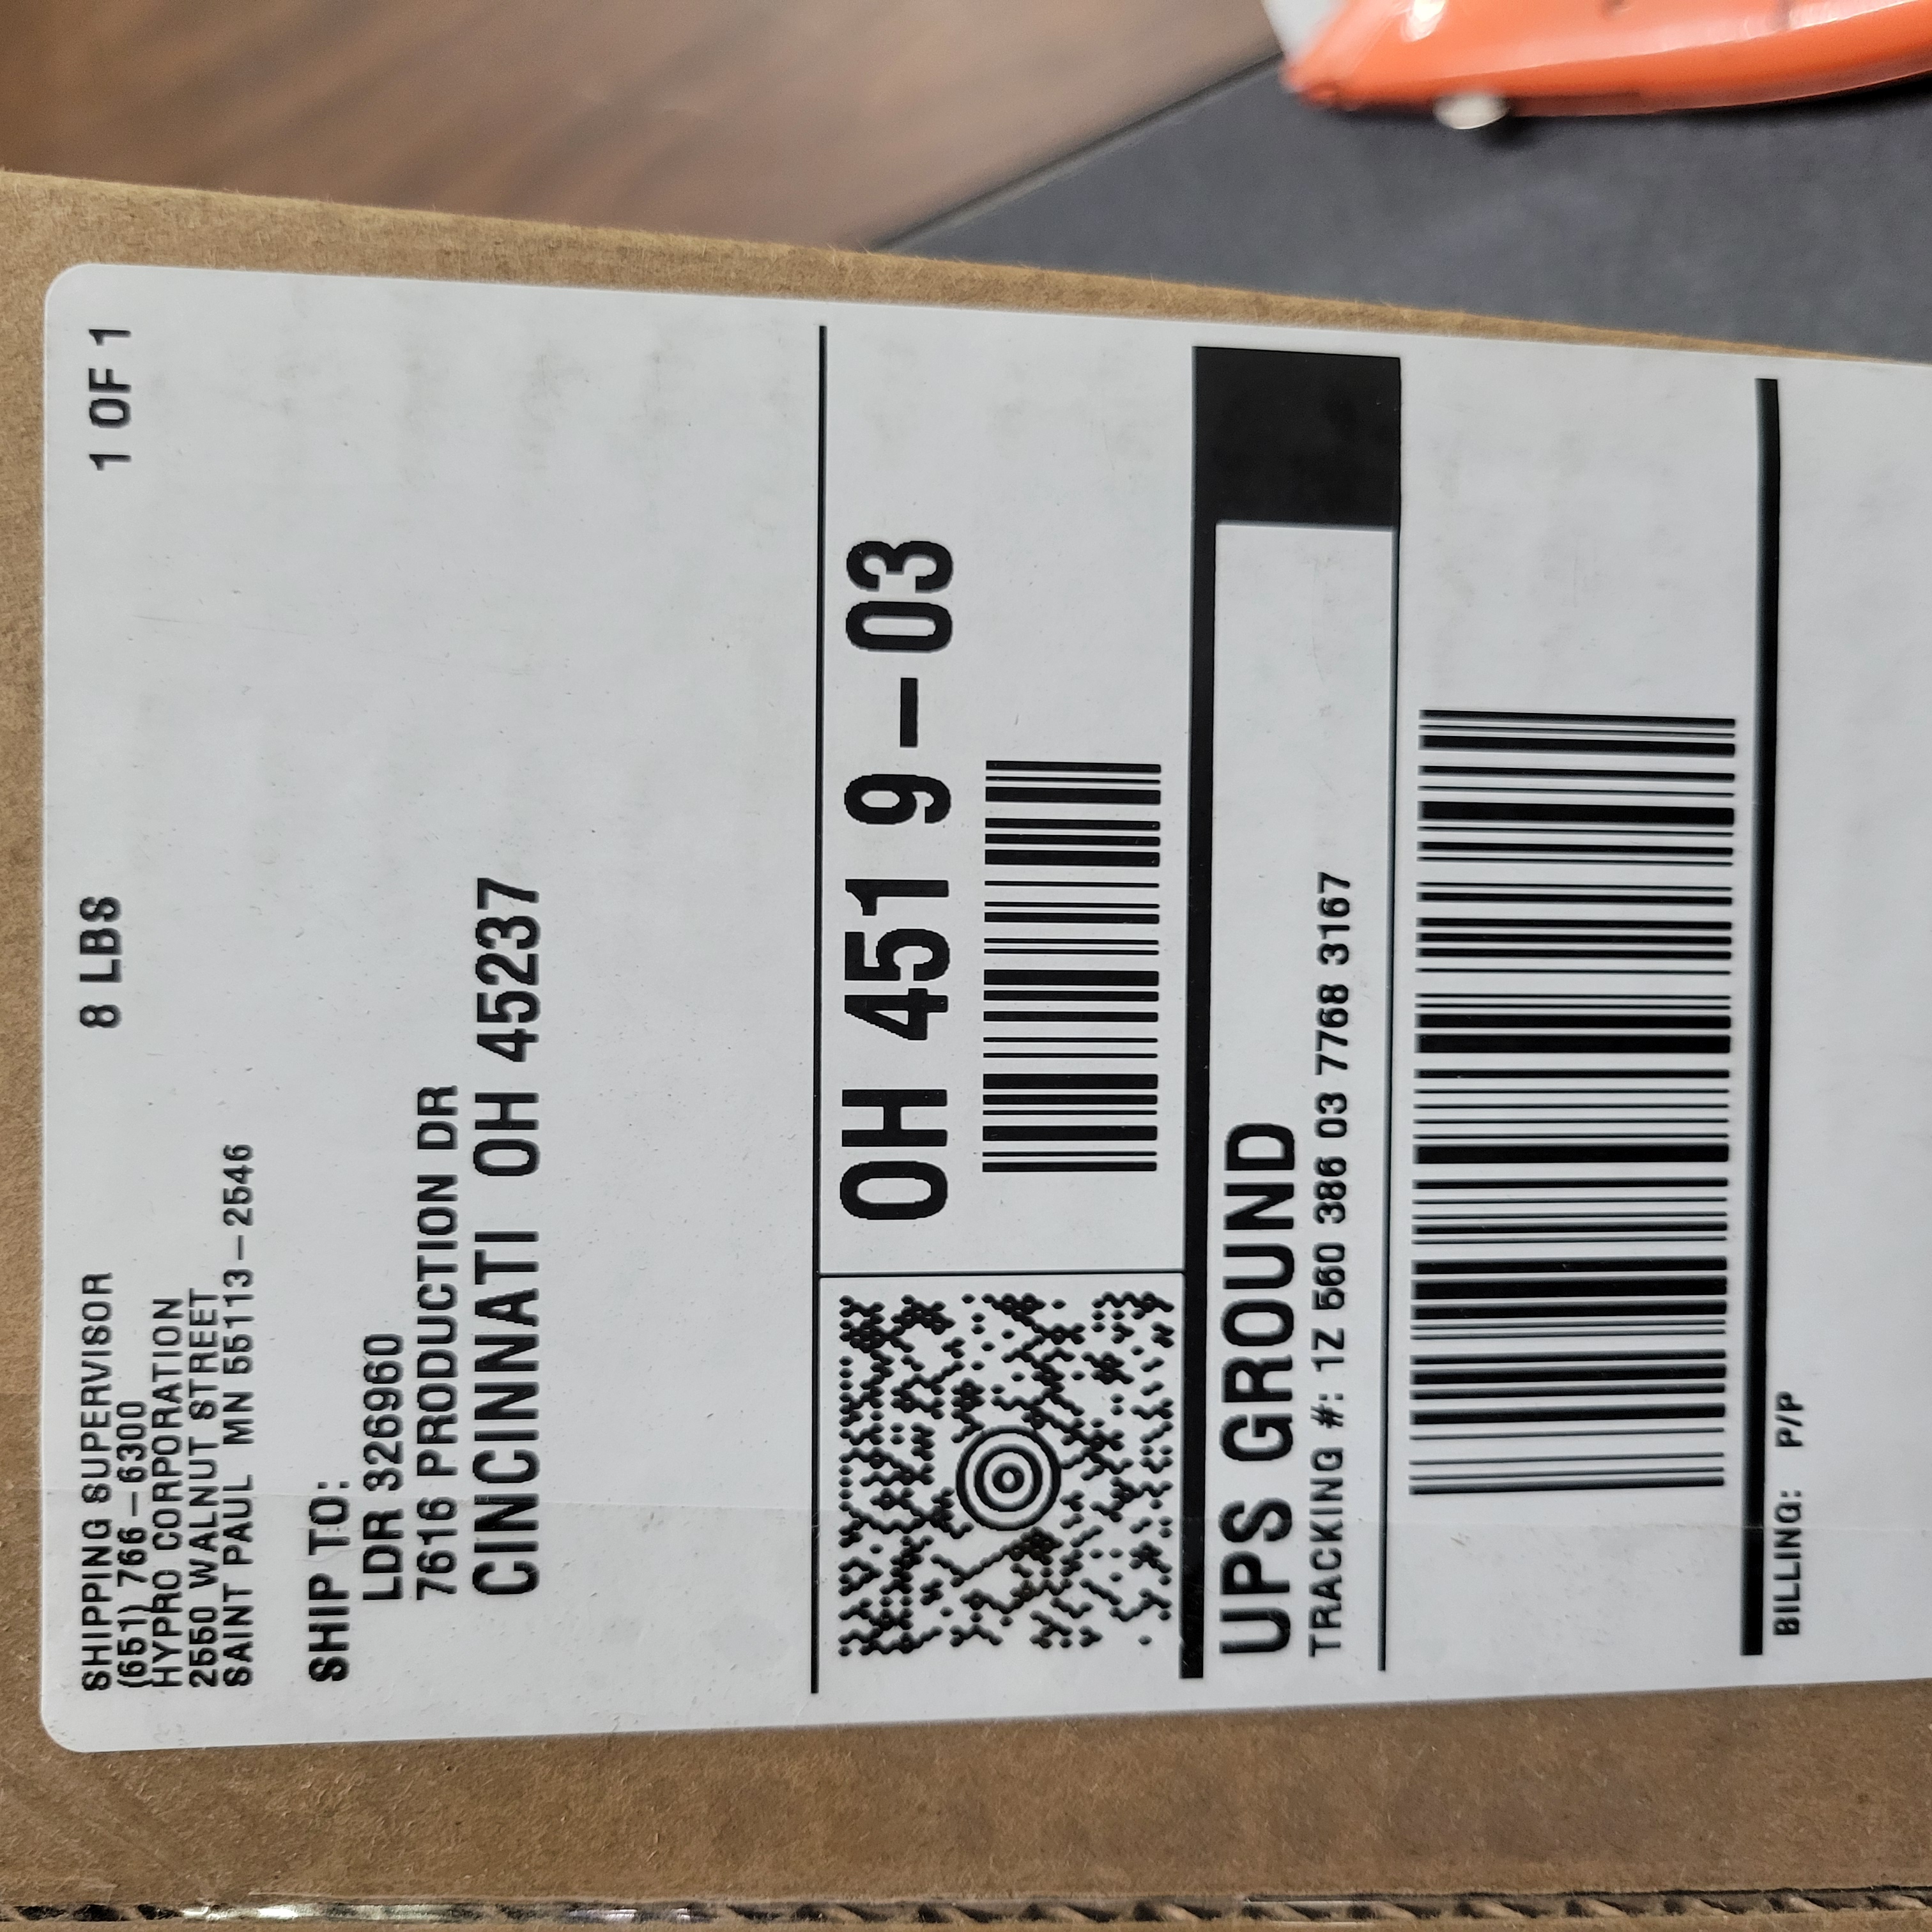 SHIPPING SUPERVISOR
(651) 766-6300
HYPRO CORPORATION
2550 WALNUT STREET
SAINT PAUL MN 55113-2546
8 LBS
1 OF 1
SHIP TO:
LDR 326960
7616 PRODUCTION DR
CINCINNATI OH 45237
OH 451 9-03
UPS GROUND
TRACKING #: 1Z 560 386 03 7768 3167
BILLING: P/P